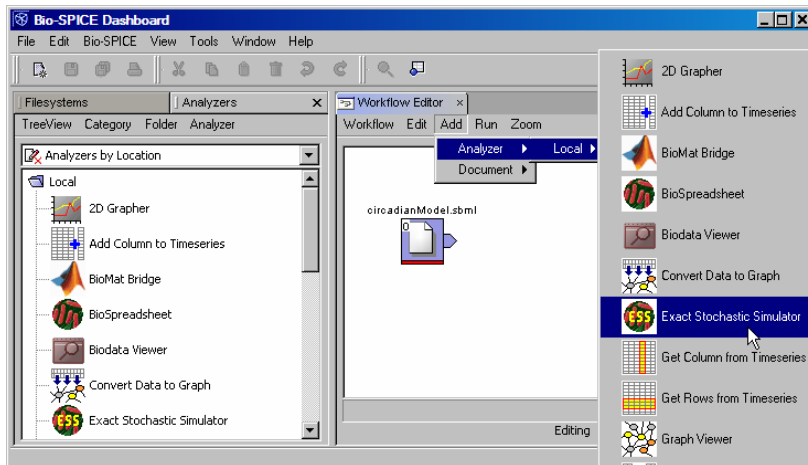 Bio-SPICE Dashboard
File Edit Bio-SPICE View Tools Window Help
Filesystems
Analyzers
TreeView Category Folder Analyzer
Analyzers by Location
Local
2D Grapher
Add Column to Timeseries
BioMat Bridge
BioSpreadsheet
Biodata Viewer
Convert Data to Graph
ESS
Exact Stochastic Simulator
Workflow Editor
Workflow Edit Add Run Zoom
Analyzer
Document
Local
circadianModel.sbml
0
Editing
2D Grapher
Add Column to Timeseries
BioMat Bridge
BioSpreadsheet
Biodata Viewer
Convert Data to Graph
ESS
Exact Stochastic Simulator
Get Column from Timeseries
Get Rows from Timeseries
Graph Viewer